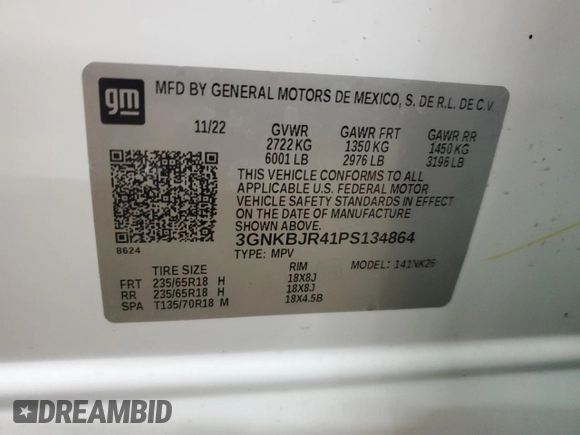 gm
MFD BY GENERAL MOTORS DE MEXICO, S. DE R.L. DE C.V.
11/22 GVWR GAWR FRT GAWR RR
2722 KG 1350 KG 1450 KG
6001 LB 2976 LB 3196 LB
THIS VEHICLE CONFORMS TO ALL
APPLICABLE U.S. FEDERAL MOTOR
VEHICLE SAFETY STANDARDS IN EFFECT
ON THE DATE OF MANUFACTURE
SHOWN ABOVE.
8624 3GNKBJR41PS134864
TYPE: MPV MODEL: 141NK26
TIRE SIZE RIM
FRT 235/65R18 H 18X8J
RR 235/65R18 H 18X8J
SPA T135/70R18 M 18X4.5B
DREAMBID